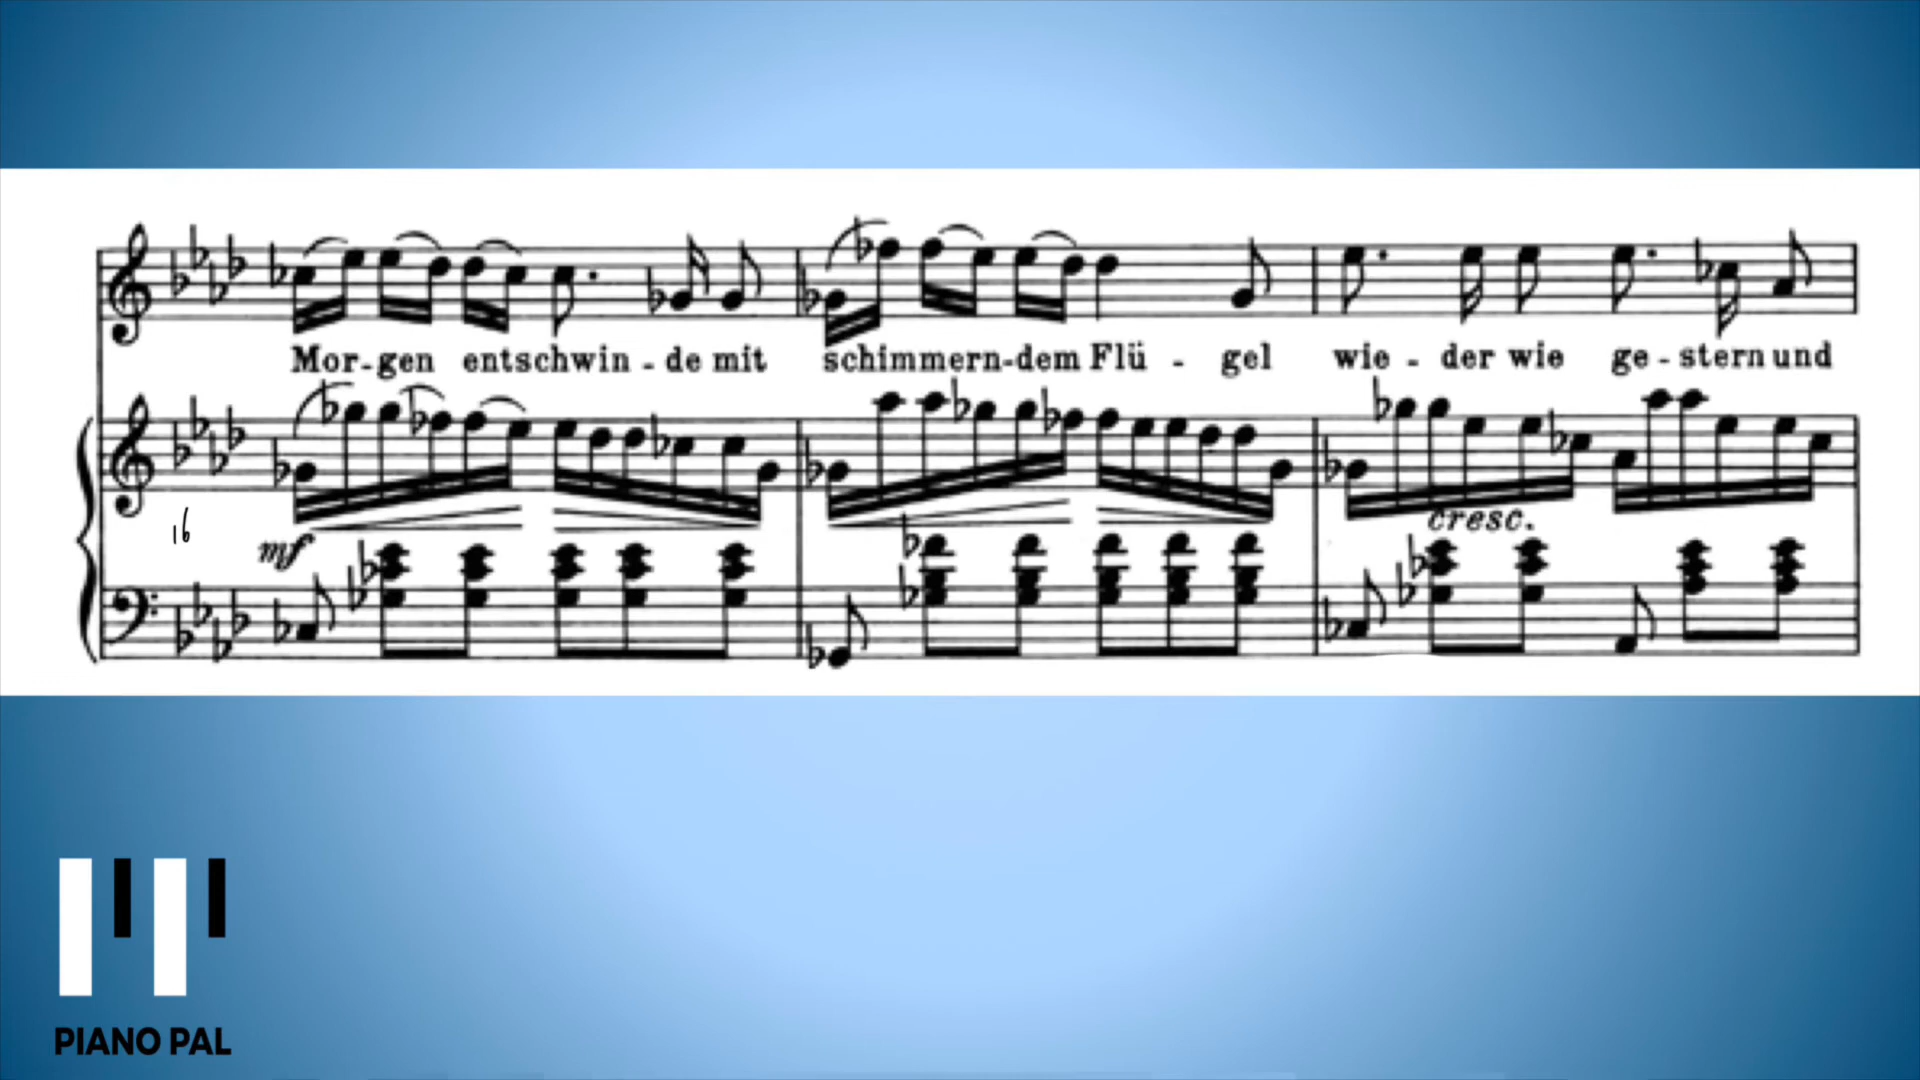 Mor-gen entschwin-de mit schimmern-dem Flü-gel wie-der wie ge-stern und
16
mf
cresc.
PIANO PAL